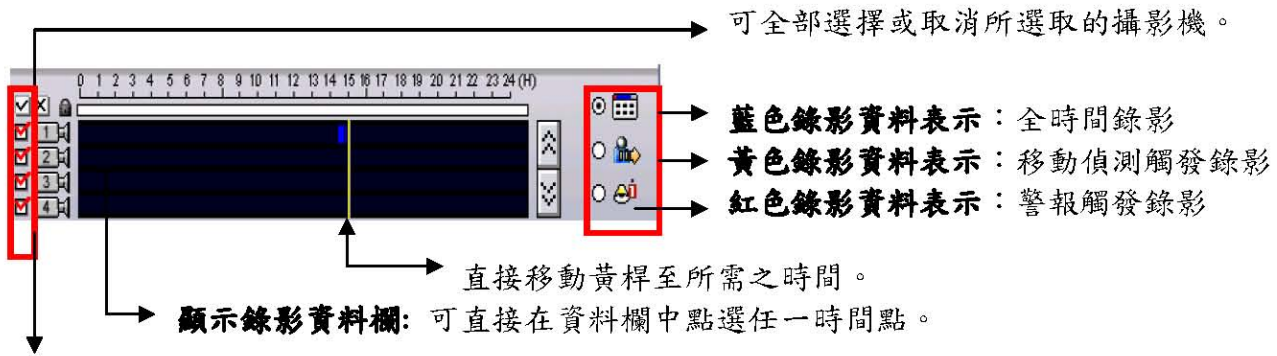 可全部選擇或取消所選取的攝影機。
0 1 2 3 4 5 6 7 8 9 10 11 12 13 14 15 16 17 18 19 20 21 22 23 24 (H)
1
2
3
4
藍色錄影資料表示：全時間錄影
黃色錄影資料表示：移動偵測觸發錄影
紅色錄影資料表示：警報觸發錄影
直接移動黃桿至所需之時間。
顯示錄影資料欄: 可直接在資料欄中點選任一時間點。